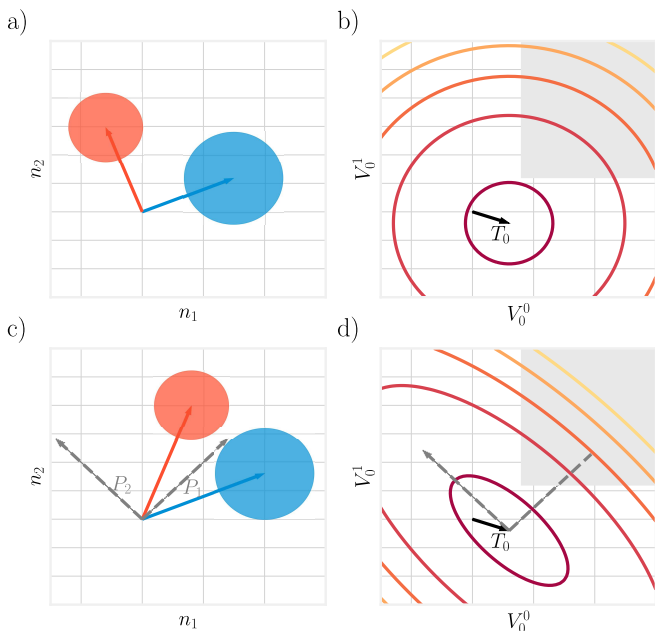 a)
b)
n₂
n₁
V₀¹
T₀
V₀⁰
c)
d)
n₂
P₂
P₁
n₁
V₀¹
T₀
V₀⁰